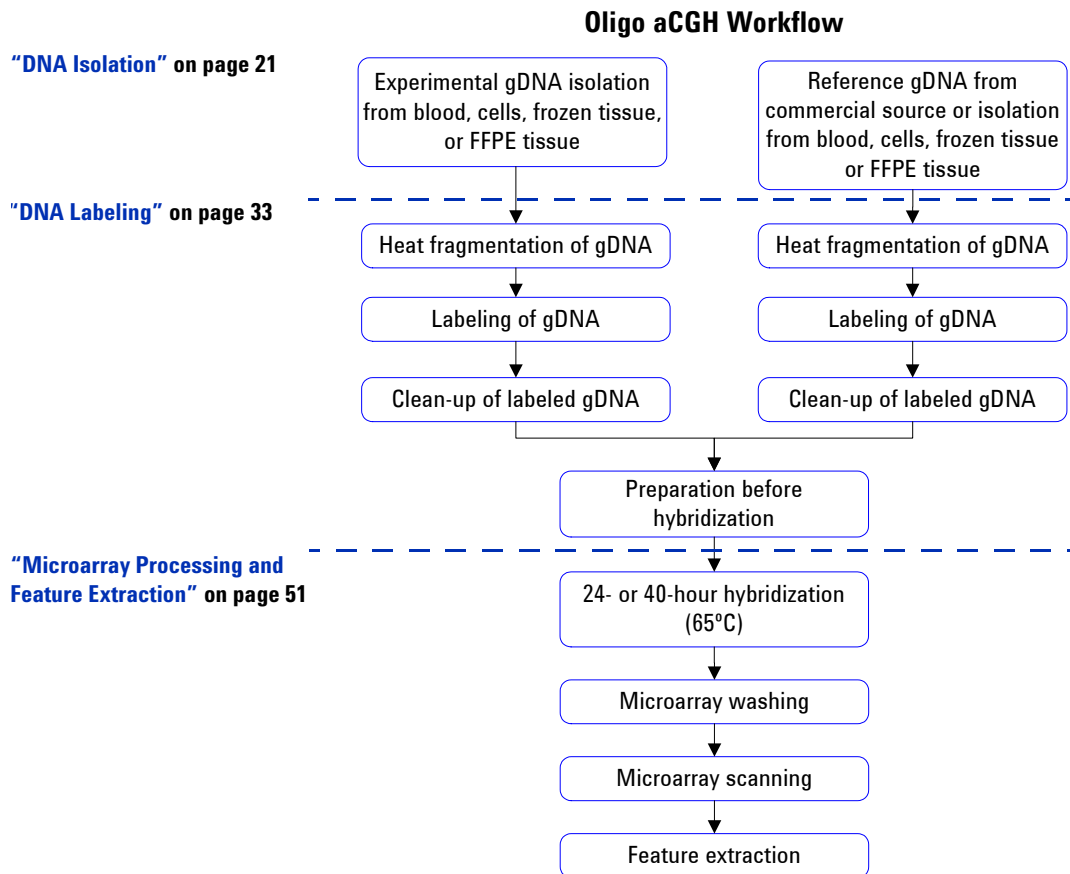 Oligo aCGH Workflow
“DNA Isolation” on page 21
Experimental gDNA isolation
from blood, cells, frozen tissue,
or FFPE tissue
Reference gDNA from
commercial source or isolation
from blood, cells, frozen tissue
or FFPE tissue
“DNA Labeling” on page 33
Heat fragmentation of gDNA
Heat fragmentation of gDNA
Labeling of gDNA
Labeling of gDNA
Clean-up of labeled gDNA
Clean-up of labeled gDNA
Preparation before
hybridization
“Microarray Processing and
Feature Extraction” on page 51
24- or 40-hour hybridization
(65ºC)
Microarray washing
Microarray scanning
Feature extraction